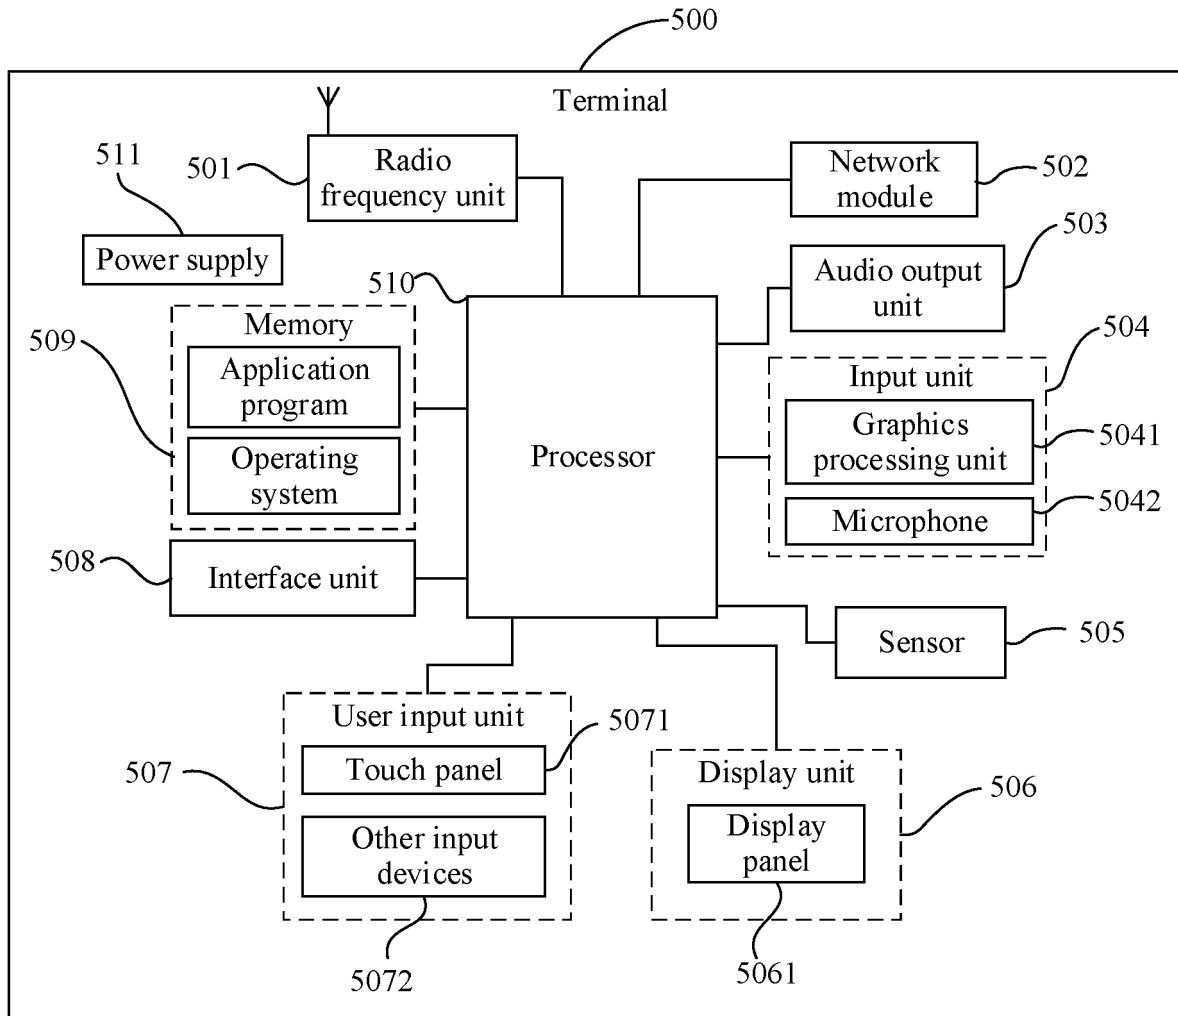 500
Terminal
511
501
Radio
frequency unit
Network
module
502
Power supply
503
Audio output
unit
510
504
509
Memory
Application
program
Operating
system
Processor
Input unit
Graphics
processing unit
5041
Microphone
5042
508
Interface unit
Sensor
505
507
User input unit
5071
Touch panel
Other input
devices
5072
Display unit
506
Display
panel
5061